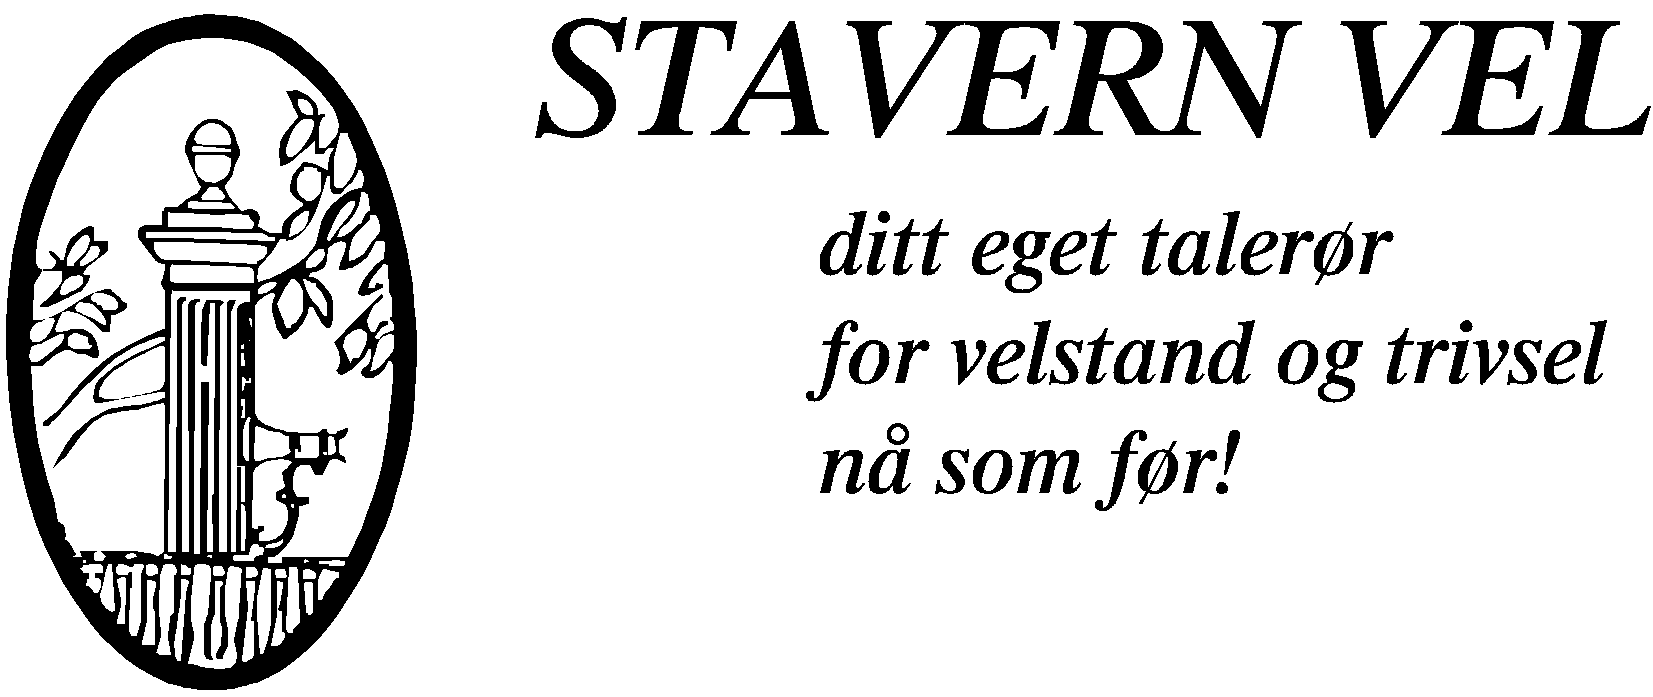 STAVERN VEL
ditt eget talerør
for velstand og trivsel
nå som før!